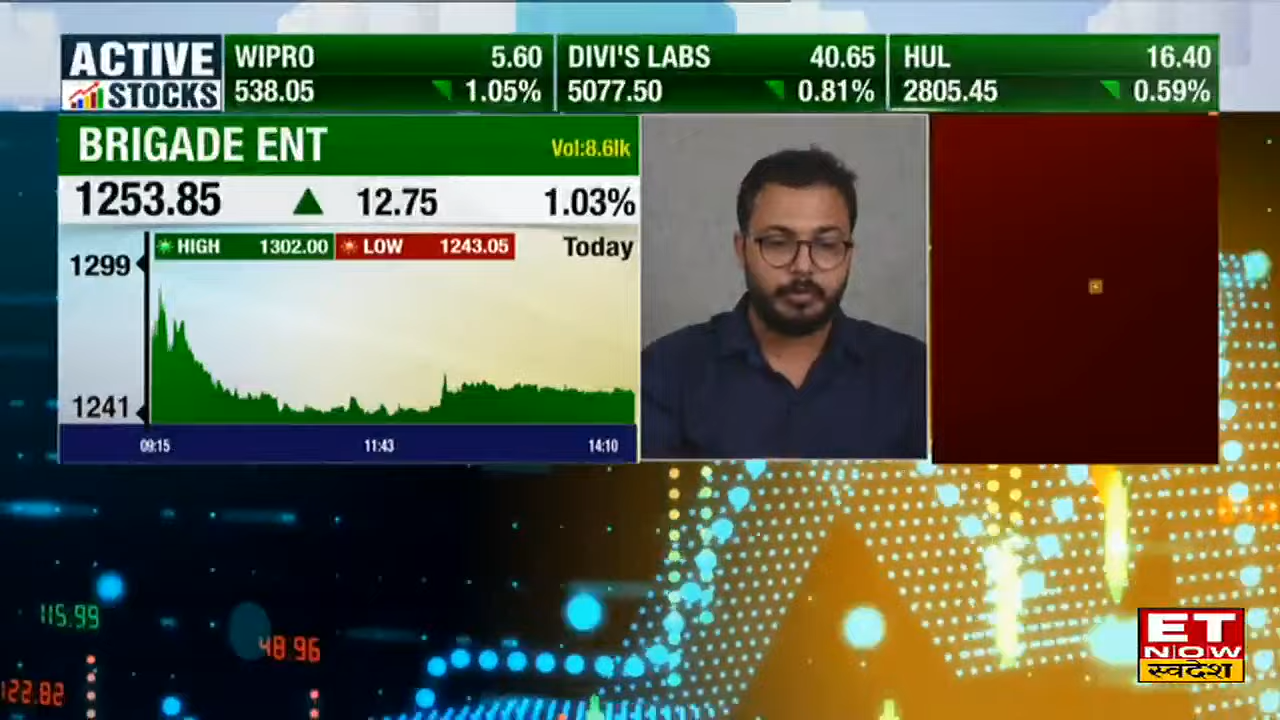 ACTIVE STOCKS
WIPRO 5.60
538.05 1.05%
DIVI'S LABS 40.65
5077.50 0.81%
HUL 16.40
2805.45 0.59%
BRIGADE ENT Vol:8.6lk
1253.85 12.75 1.03%
HIGH 1302.00 LOW 1243.05 Today
1299
1241
09:15 11:43 14:10
115.99
48.96
122.82
ET
NOW
स्वदेश